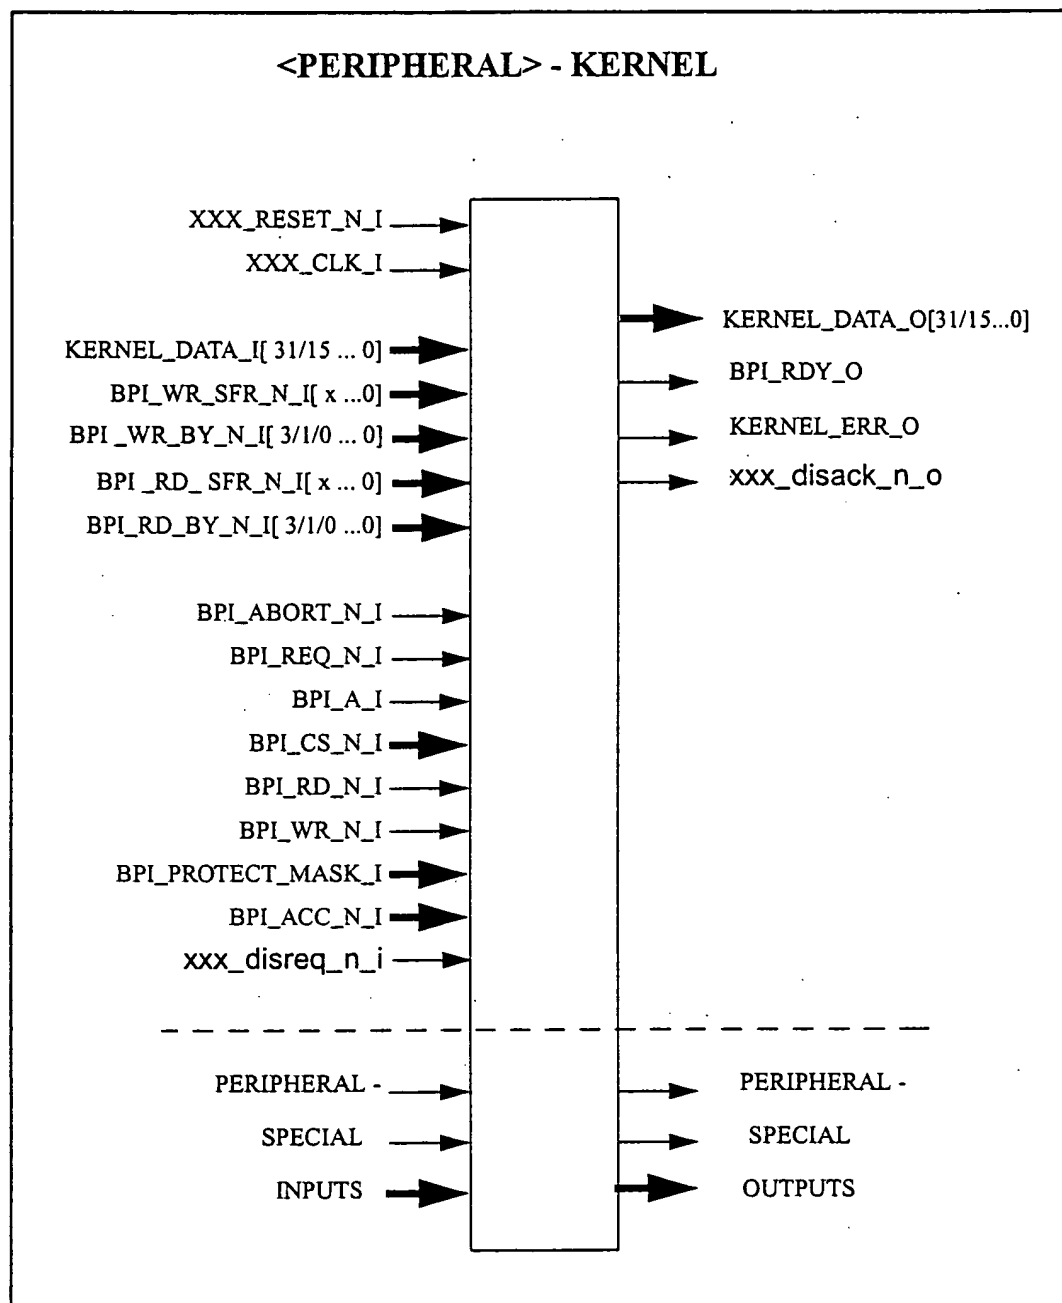 <PERIPHERAL> - KERNEL
XXX_RESET_N_I
XXX_CLK_I
KERNEL_DATA_I[ 31/15 ... 0]
BPI_WR_SFR_N_I[ x ...0]
BPI _WR_BY_N_I[ 3/1/0 ... 0]
BPI _RD_ SFR_N_I[ x ... 0]
BPI_RD_BY_N_I[ 3/1/0 ...0]
BPI_ABORT_N_I
BPI_REQ_N_I
BPI_A_I
BPI_CS_N_I
BPI_RD_N_I
BPI_WR_N_I
BPI_PROTECT_MASK_I
BPI_ACC_N_I
xxx_disreq_n_i
KERNEL_DATA_O[31/15...0]
BPI_RDY_O
KERNEL_ERR_O
xxx_disack_n_o
PERIPHERAL -
SPECIAL
INPUTS
PERIPHERAL -
SPECIAL
OUTPUTS